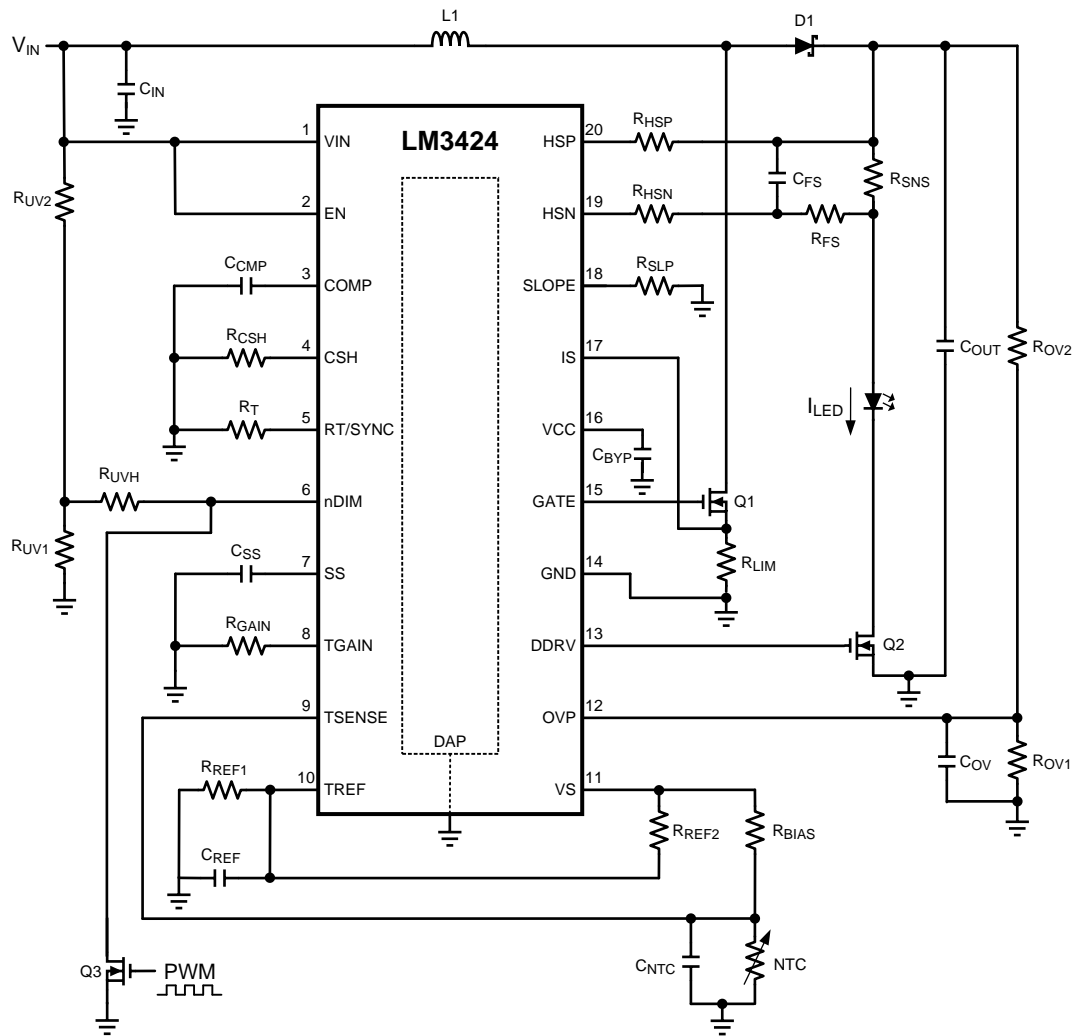 L1
D1
VIN
CIN
LM3424
1 VIN
HSP 20
RHSP
RUV2
CFS
RSNS
2 EN
HSN 19
RHSN
RFS
CCMP
3 COMP
SLOPE 18
RSLP
RCSH
4 CSH
IS 17
COUT
ROV2
RT
5 RT/SYNC
VCC 16
CBYP
ILED
RUVH
6 nDIM
GATE 15
Q1
RUV1
CSS
7 SS
GND 14
RLIM
RGAIN
8 TGAIN
DDRV 13
Q2
9 TSENSE
OVP 12
COV
ROV1
DAP
RREF1
10 TREF
VS 11
RREF2
RBIAS
CREF
CNTC
NTC
Q3
PWM